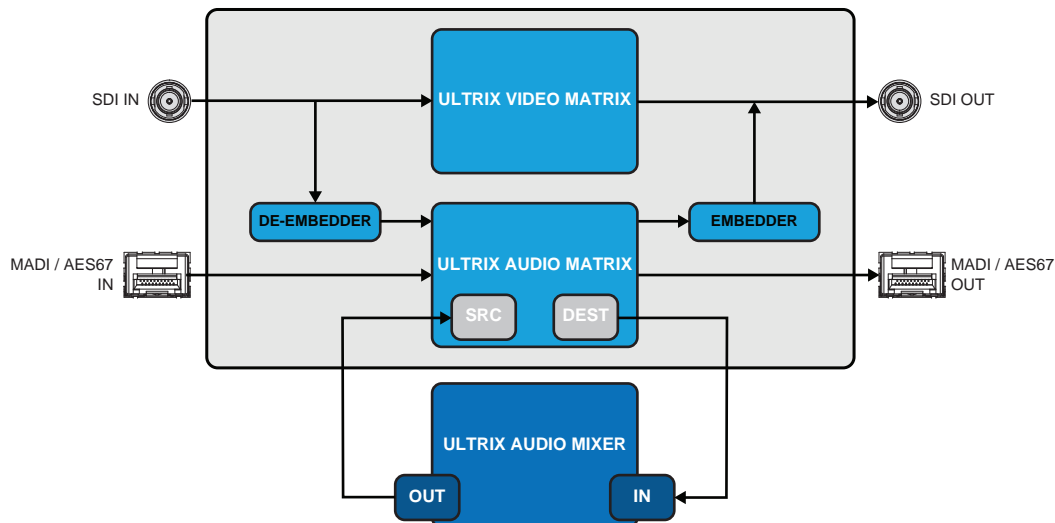 ULTRIX VIDEO MATRIX
SDI IN
SDI OUT
DE-EMBEDDER
EMBEDDER
MADI / AES67
IN
ULTRIX AUDIO MATRIX
MADI / AES67
OUT
SRC
DEST
ULTRIX AUDIO MIXER
OUT
IN